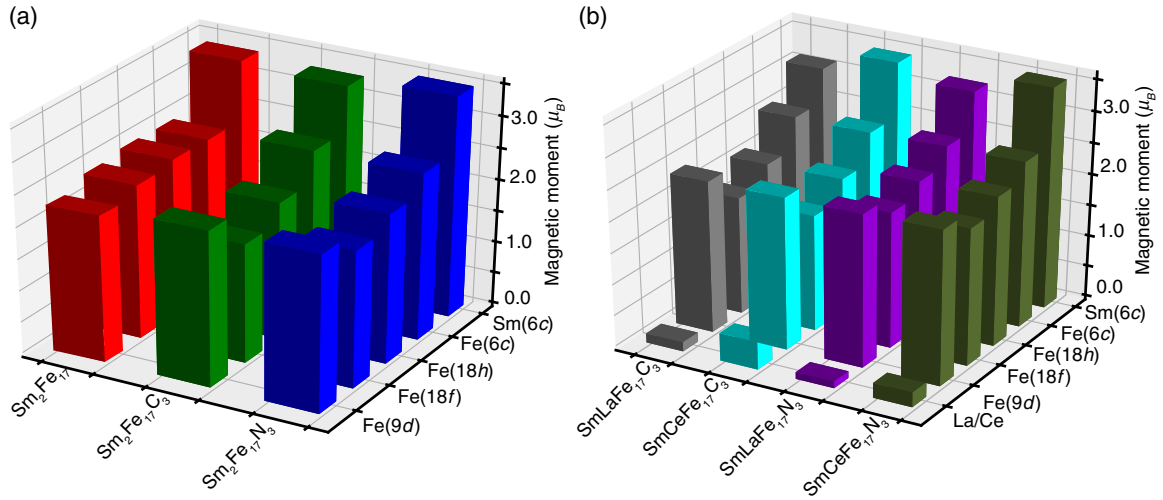 (a)
3.0
2.0
1.0
0.0
Magnetic moment (μB)
Sm(6c)
Fe(6c)
Fe(18h)
Fe(18f)
Fe(9d)
Sm₂Fe₁₇
Sm₂Fe₁₇C₃
Sm₂Fe₁₇N₃
(b)
3.0
2.0
1.0
0.0
Magnetic moment (μB)
Sm(6c)
Fe(6c)
Fe(18h)
Fe(18f)
Fe(9d)
La/Ce
SmLaFe₁₇C₃
SmCeFe₁₇C₃
SmLaFe₁₇N₃
SmCeFe₁₇N₃